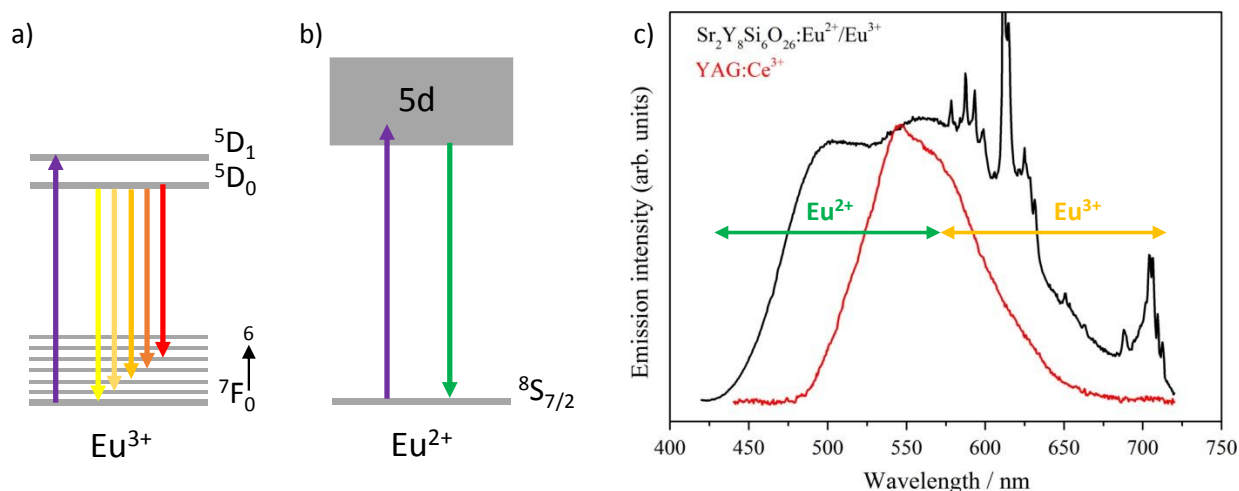 a)
⁵D₁
⁵D₀
6
⁷F₀
Eu³⁺
b)
5d
⁸S₇/₂
Eu²⁺
c)
Sr₂Y₈Si₆O₂₆:Eu²⁺/Eu³⁺
YAG:Ce³⁺
Eu²⁺
Eu³⁺
Emission intensity (arb. units)
400 450 500 550 600 650 700 750
Wavelength / nm